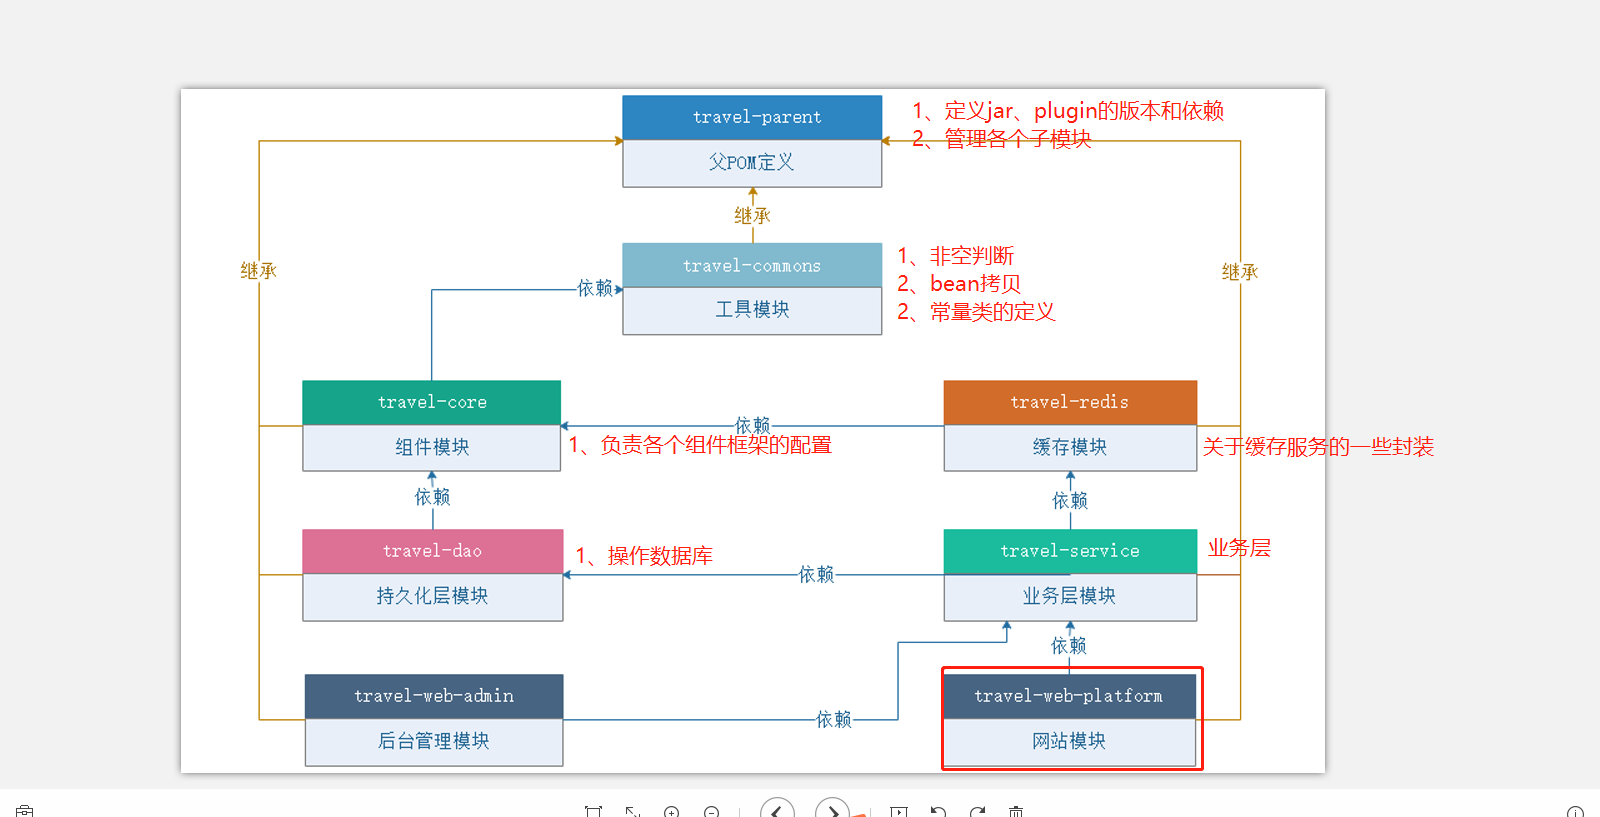 travel-parent
父POM定义
1、定义jar、plugin的版本和依赖
2、管理各个子模块
继承
travel-commons
工具模块
1、非空判断
2、bean拷贝
2、常量类的定义
继承
继承
依赖
travel-core
组件模块
1、负责各个组件框架的配置
依赖
travel-redis
缓存模块
关于缓存服务的一些封装
依赖
依赖
travel-dao
持久化层模块
1、操作数据库
依赖
travel-service
业务层模块
业务层
依赖
travel-web-admin
后台管理模块
依赖
travel-web-platform
网站模块